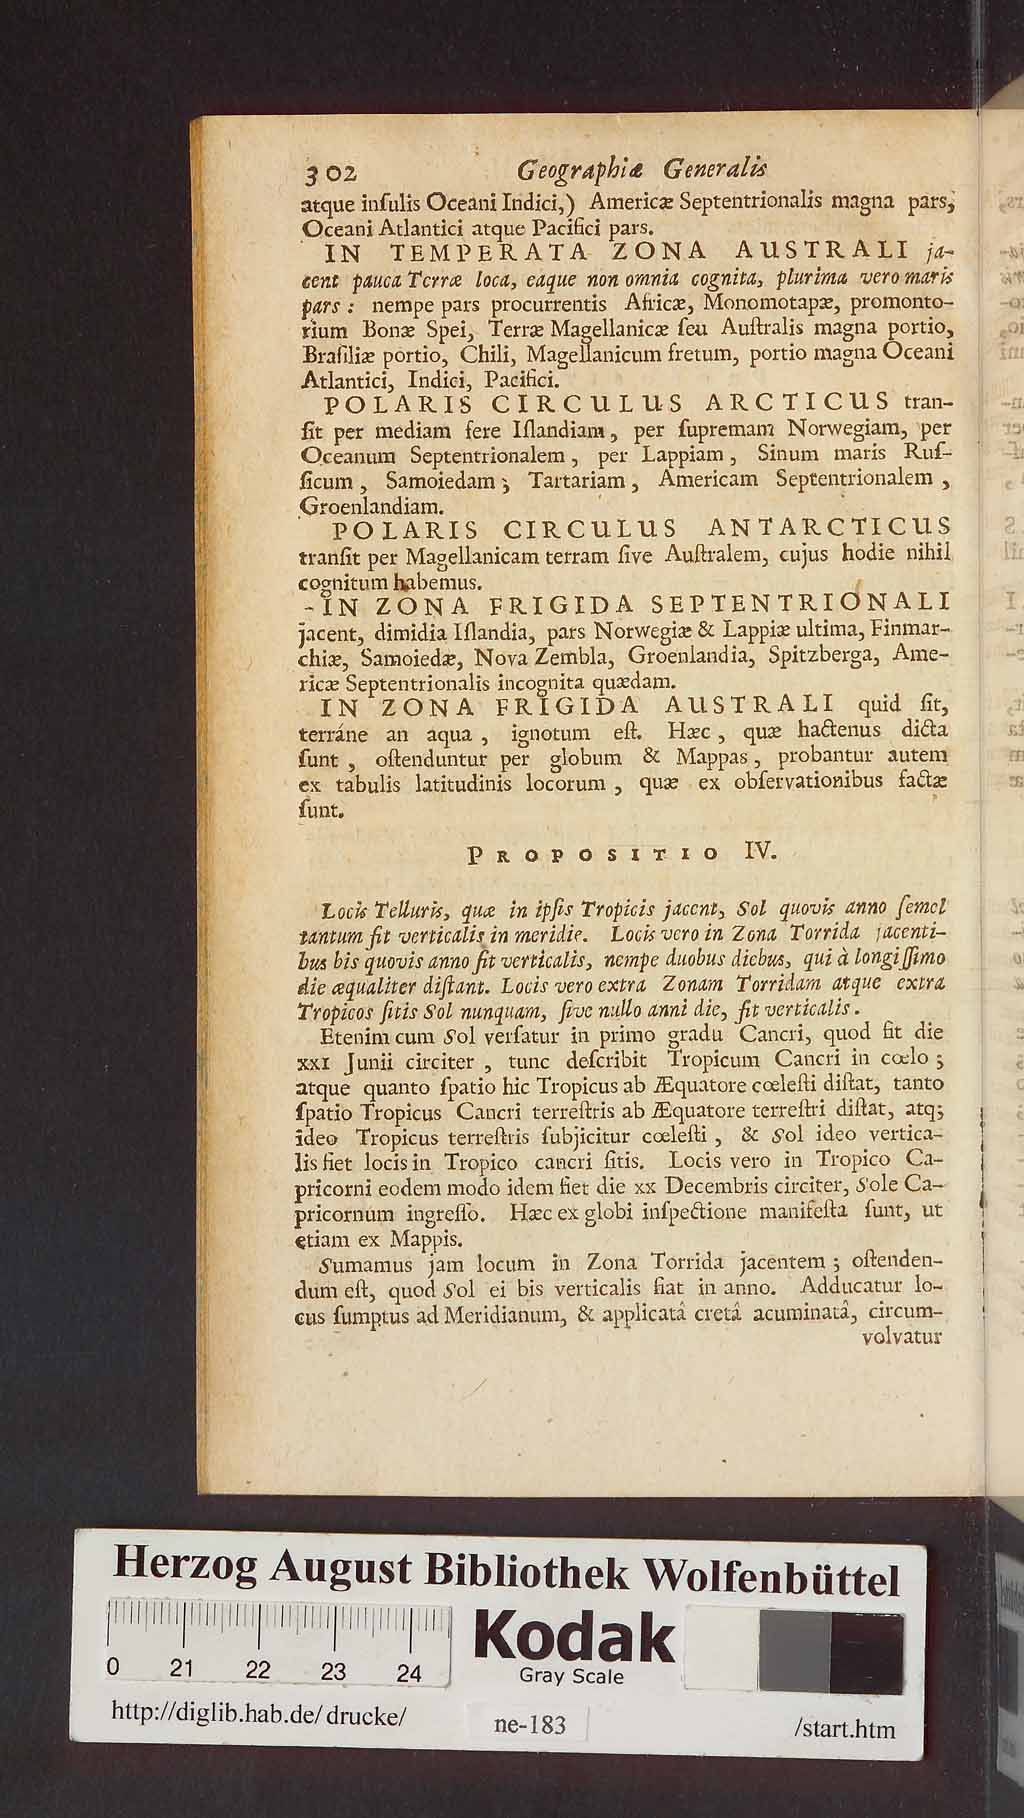 302 Geographiæ Generalis
atque inſulis Oceani Indici,) Americæ Septentrionalis magna pars,
Oceani Atlantici atque Pacifici pars.
IN TEMPERATA ZONA AUSTRALI ja-
cent pauca Terræ loca, eaque non omnia cognita, plurima vero maris
pars: nempe pars procurrentis Africæ, Monomotapæ, promonto-
rium Bonæ Spei, Terræ Magellanicæ ſeu Auſtralis magna portio,
Braſiliæ portio, Chili, Magellanicum fretum, portio magna Oceani
Atlantici, Indici, Pacifici.
POLARIS CIRCULUS ARCTICUS tran-
ſit per mediam fere Iſlandiam, per ſupremam Norwegiam, per
Oceanum Septentrionalem, per Lappiam, Sinum maris Ruſ-
ſicum, Samoiedam; Tartariam, Americam Septentrionalem,
Groenlandiam.
POLARIS CIRCULUS ANTARCTICUS
tranſit per Magellanicam terram ſive Auſtralem, cujus hodie nihil
cognitum habemus.
-IN ZONA FRIGIDA SEPTENTRIONALI
jacent, dimidia Iſlandia, pars Norwegiæ & Lappiæ ultima, Finmar-
chiæ, Samoiedæ, Nova Zembla, Groenlandia, Spitzberga, Ame-
ricæ Septentrionalis incognita quædam.
IN ZONA FRIGIDA AUSTRALI quid ſit,
terráne an aqua, ignotum eſt. Hæc, quæ hactenus dicta
ſunt, oſtenduntur per globum & Mappas, probantur autem
ex tabulis latitudinis locorum, quæ ex obſervationibus factæ
ſunt.
PROPOSITIO IV.
Locis Telluris, quæ in ipſis Tropicis jacent, Sol quovis anno ſemel
tantum fit verticalis in meridie. Locis vero in Zona Torrida jacenti-
bus bis quovis anno fit verticalis, nempe duobus diebus, qui à longiſſimo
die æqualiter diſtant. Locis vero extra Zonam Torridam atque extra
Tropicos ſitis Sol nunquam, ſive nullo anni die, fit verticalis.
Etenim cum Sol verſatur in primo gradu Cancri, quod fit die
XXI Junii circiter, tunc deſcribit Tropicum Cancri in cœlo;
atque quanto ſpatio hic Tropicus ab Æquatore cœleſti diſtat, tanto
ſpatio Tropicus Cancri terreſtris ab Æquatore terreſtri diſtat, atq;
ideo Tropicus terreſtris ſubjicitur cœleſti, & Sol ideo vertica-
lis fiet locis in Tropico cancri ſitis. Locis vero in Tropico Ca-
pricorni eodem modo idem fiet die xx Decembris circiter, Sole Ca-
pricornum ingreſſo. Hæc ex globi inſpectione manifeſta ſunt, ut
etiam ex Mappis.
Sumamus jam locum in Zona Torrida jacentem; oſtenden-
dum eſt, quod Sol ei bis verticalis fiat in anno. Adducatur lo-
cus ſumptus ad Meridianum, & applicatâ cretâ acuminatâ, circum-
volvatur
Herzog August Bibliothek Wolfenbüttel
0 21 22 23 24
Kodak
Gray Scale
http://diglib.hab.de/drucke/ ne-183 /start.htm